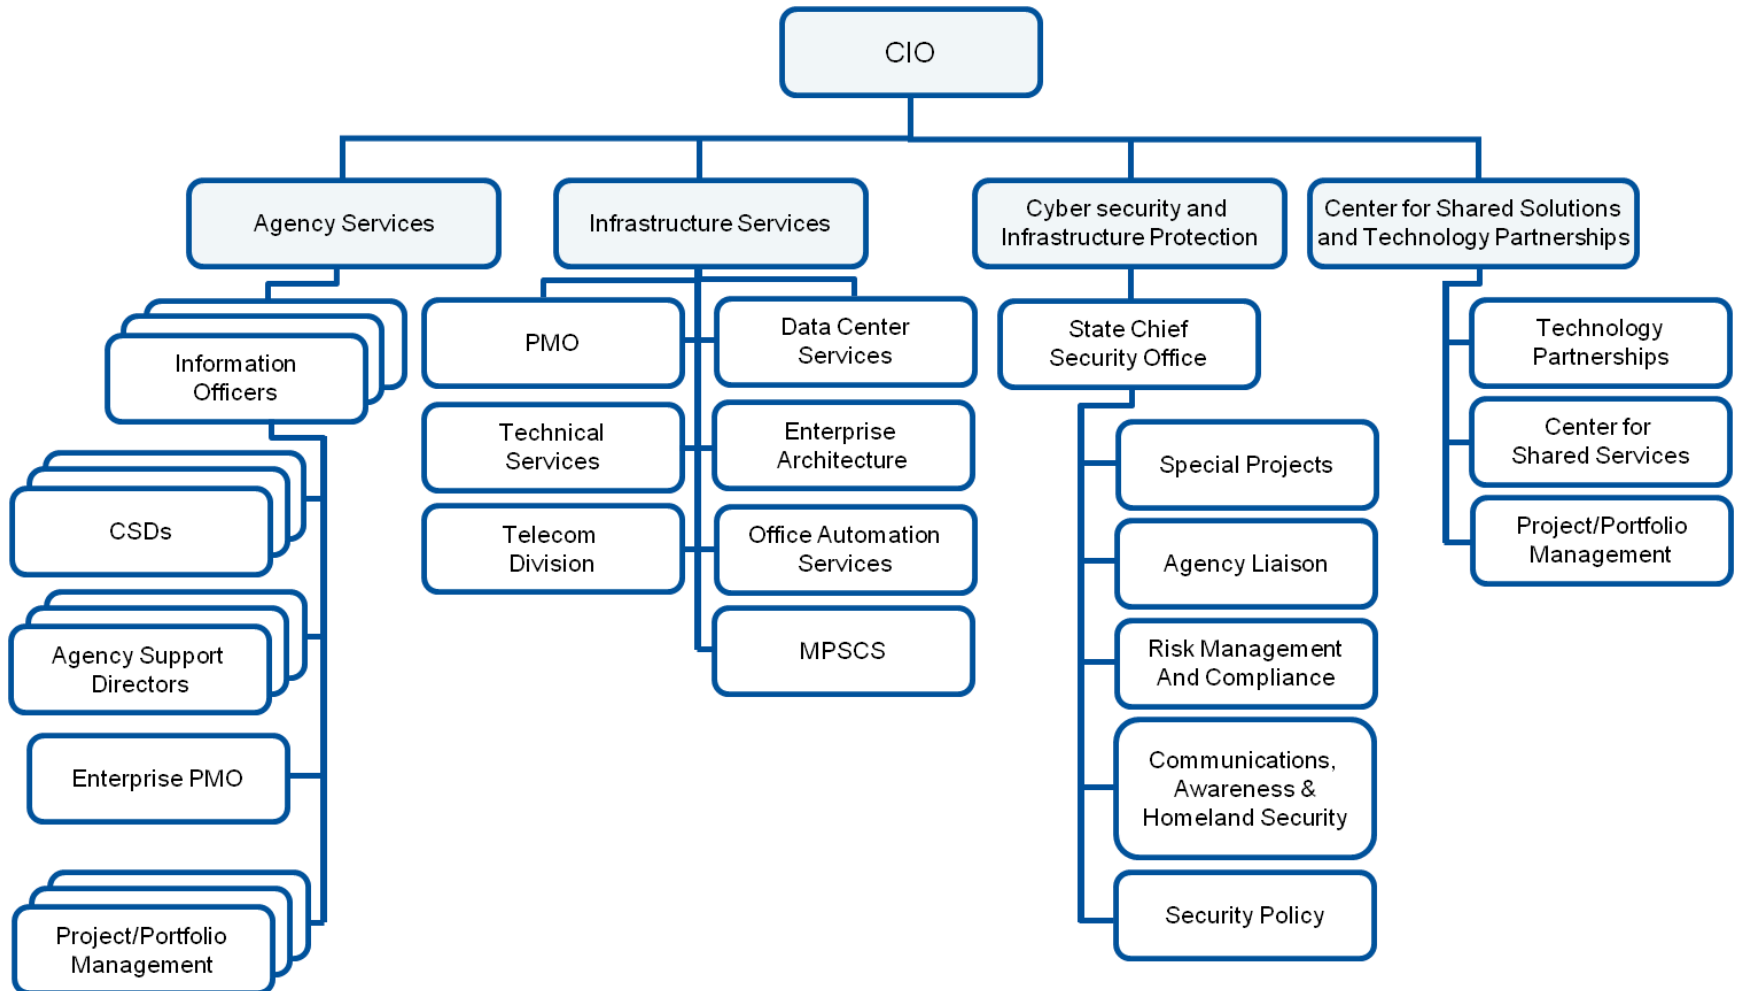 CIO
Agency Services
Infrastructure Services
Cyber security and
Infrastructure Protection
Center for Shared Solutions
and Technology Partnerships
Information
Officers
CSDs
Agency Support
Directors
Enterprise PMO
Project/Portfolio
Management
PMO
Technical
Services
Telecom
Division
Data Center
Services
Enterprise
Architecture
Office Automation
Services
MPSCS
State Chief
Security Office
Special Projects
Agency Liaison
Risk Management
And Compliance
Communications,
Awareness &
Homeland Security
Security Policy
Technology
Partnerships
Center for
Shared Services
Project/Portfolio
Management